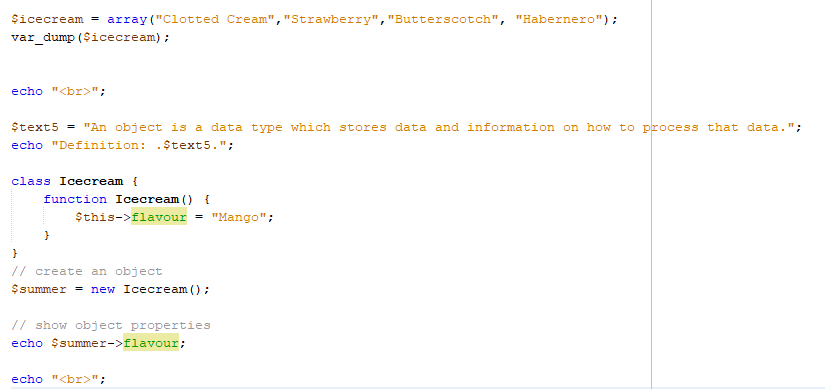 $icecream = array("Clotted Cream","Strawberry","Butterscotch", "Habernero");
var_dump($icecream);
echo "<br>";
$text5 = "An object is a data type which stores data and information on how to process that data.";
echo "Definition: .$text5.";
class Icecream {
function Icecream() {
$this->flavour = "Mango";
}
}
// create an object
$summer = new Icecream();
// show object properties
echo $summer->flavour;
echo "<br>";